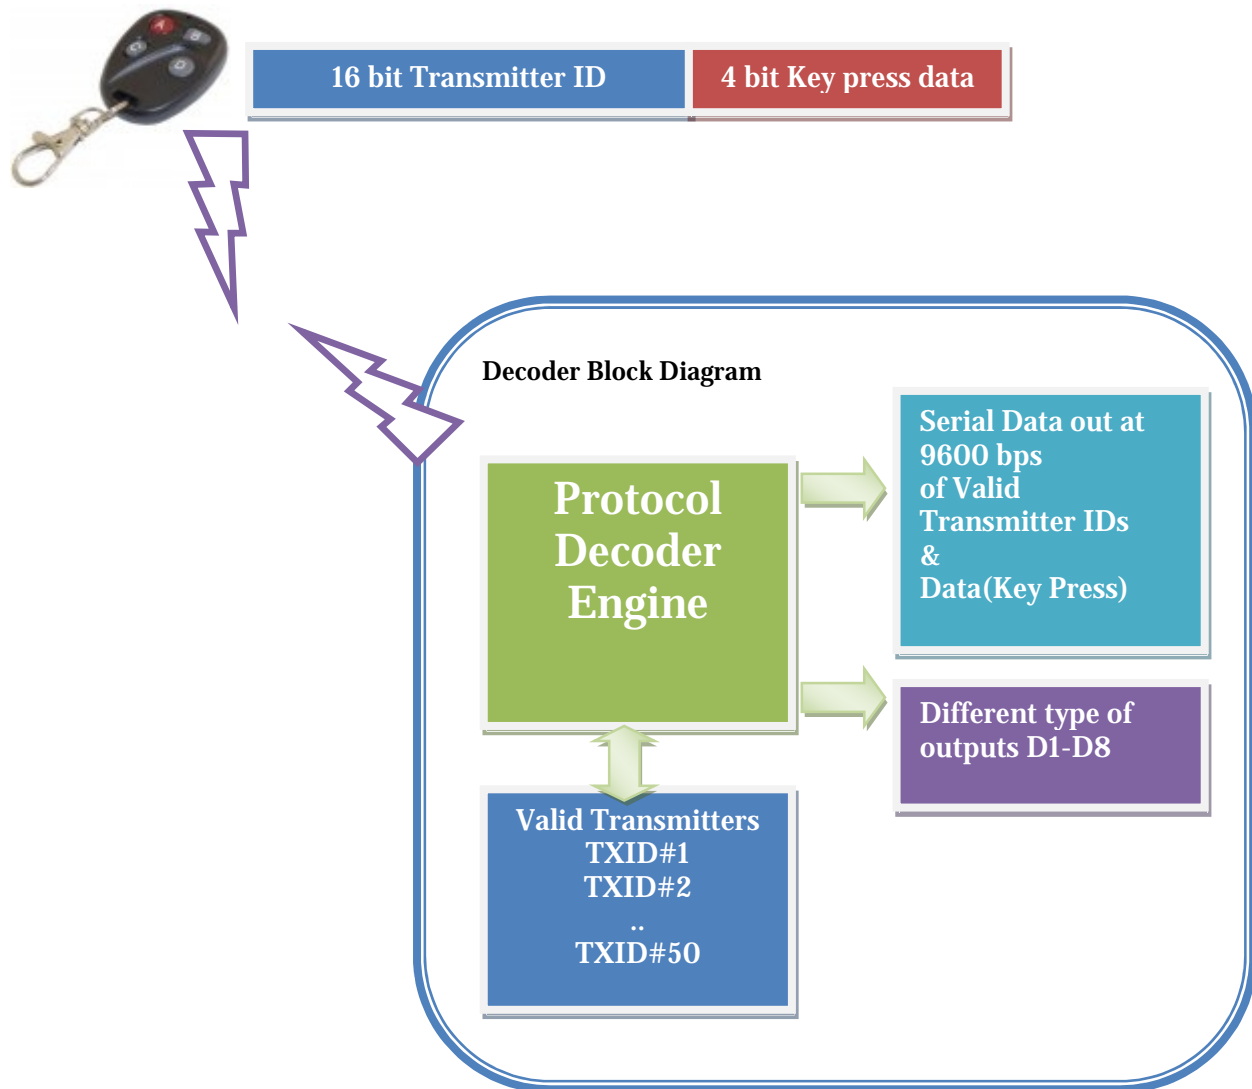 A
B
C
D
16 bit Transmitter ID
4 bit Key press data
Decoder Block Diagram
Protocol
Decoder
Engine
Serial Data out at
9600 bps
of Valid
Transmitter IDs
&
Data(Key Press)
Different type of
outputs D1-D8
Valid Transmitters
TXID#1
TXID#2
..
TXID#50